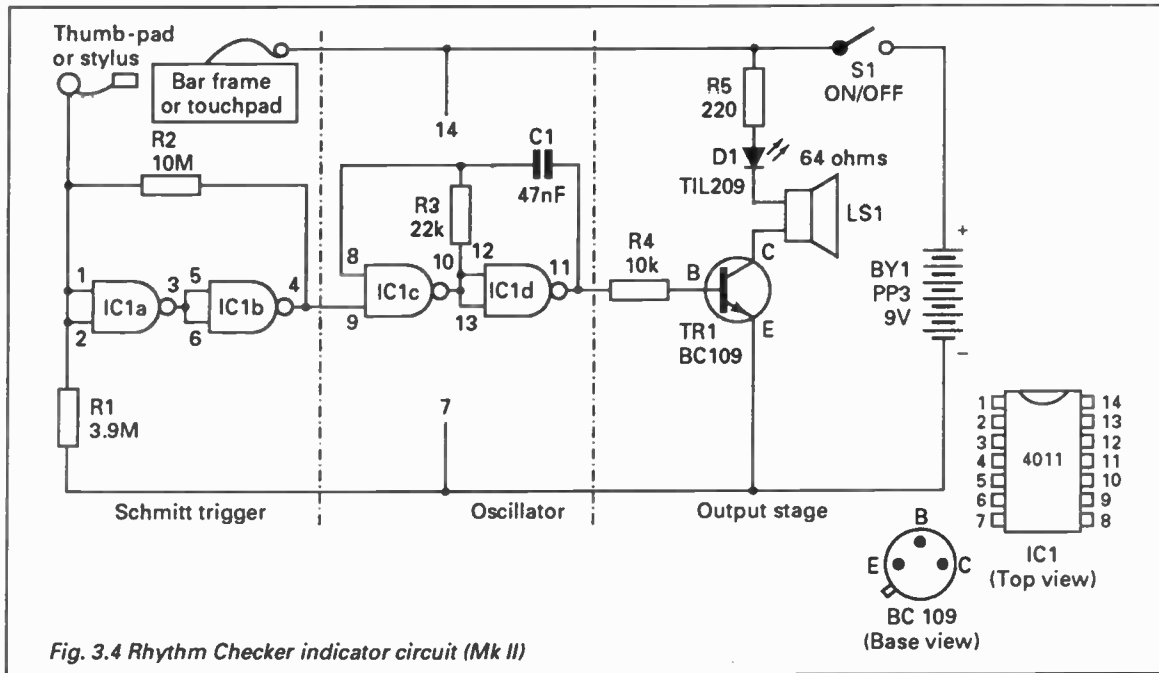 Thumb-pad
or stylus
Bar frame
or touchpad
S1
ON/OFF
R5
220
14
R2
10M
C1
47nF
D1
TIL209
64 ohms
LS1
R3
22k
8
10
12
11
R4
10k
B
C
E
TR1
BC109
BY1
PP3
9V
+
−
1
2
IC1a
3
5
6
IC1b
4
9
IC1c
13
IC1d
R1
3.9M
7
Schmitt trigger
Oscillator
Output stage
1
2
3
4
5
6
7
4011
14
13
12
11
10
9
8
IC1
(Top view)
B
E
C
BC 109
(Base view)
Fig. 3.4 Rhythm Checker indicator circuit (Mk II)